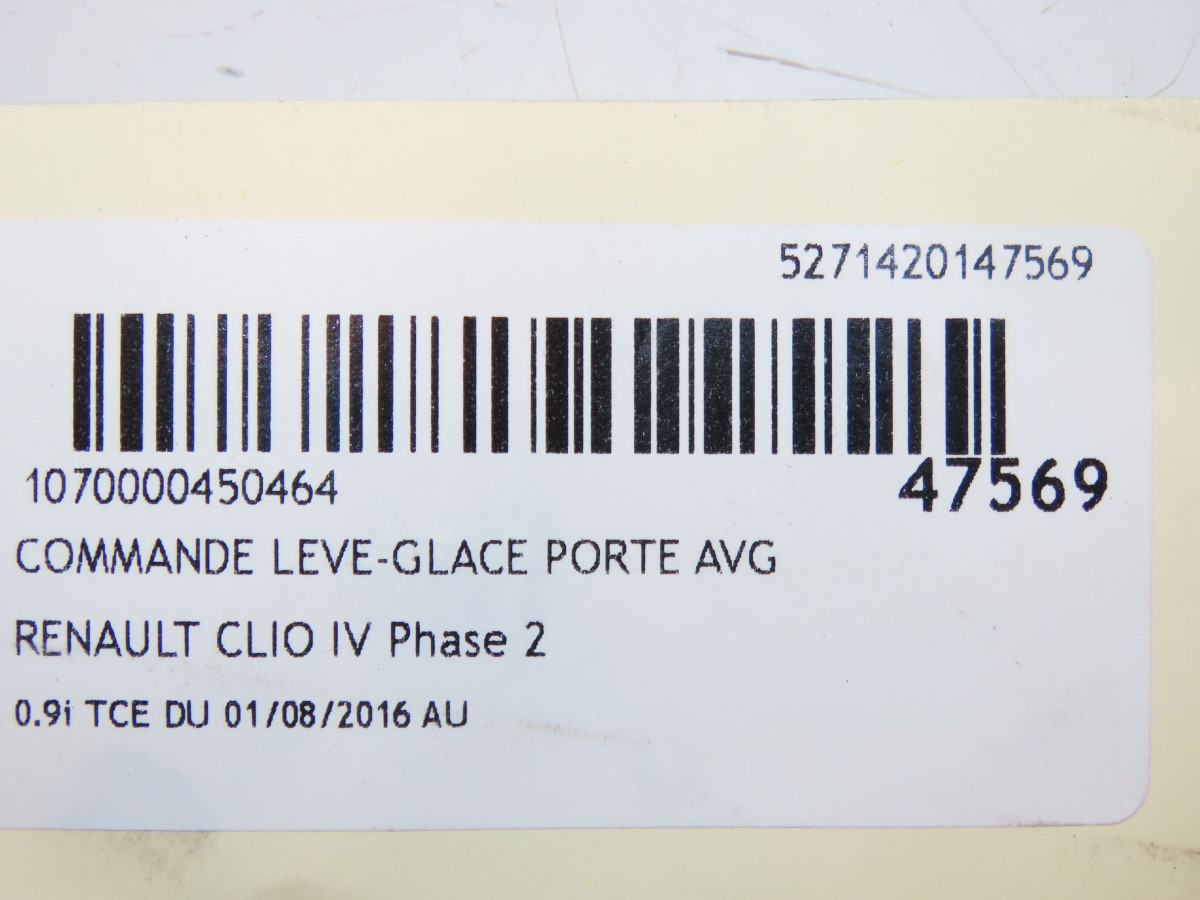 5271420147569
1070000450464
47569
COMMANDE LEVE-GLACE PORTE AVG
RENAULT CLIO IV Phase 2
0.9i TCE DU 01/08/2016 AU